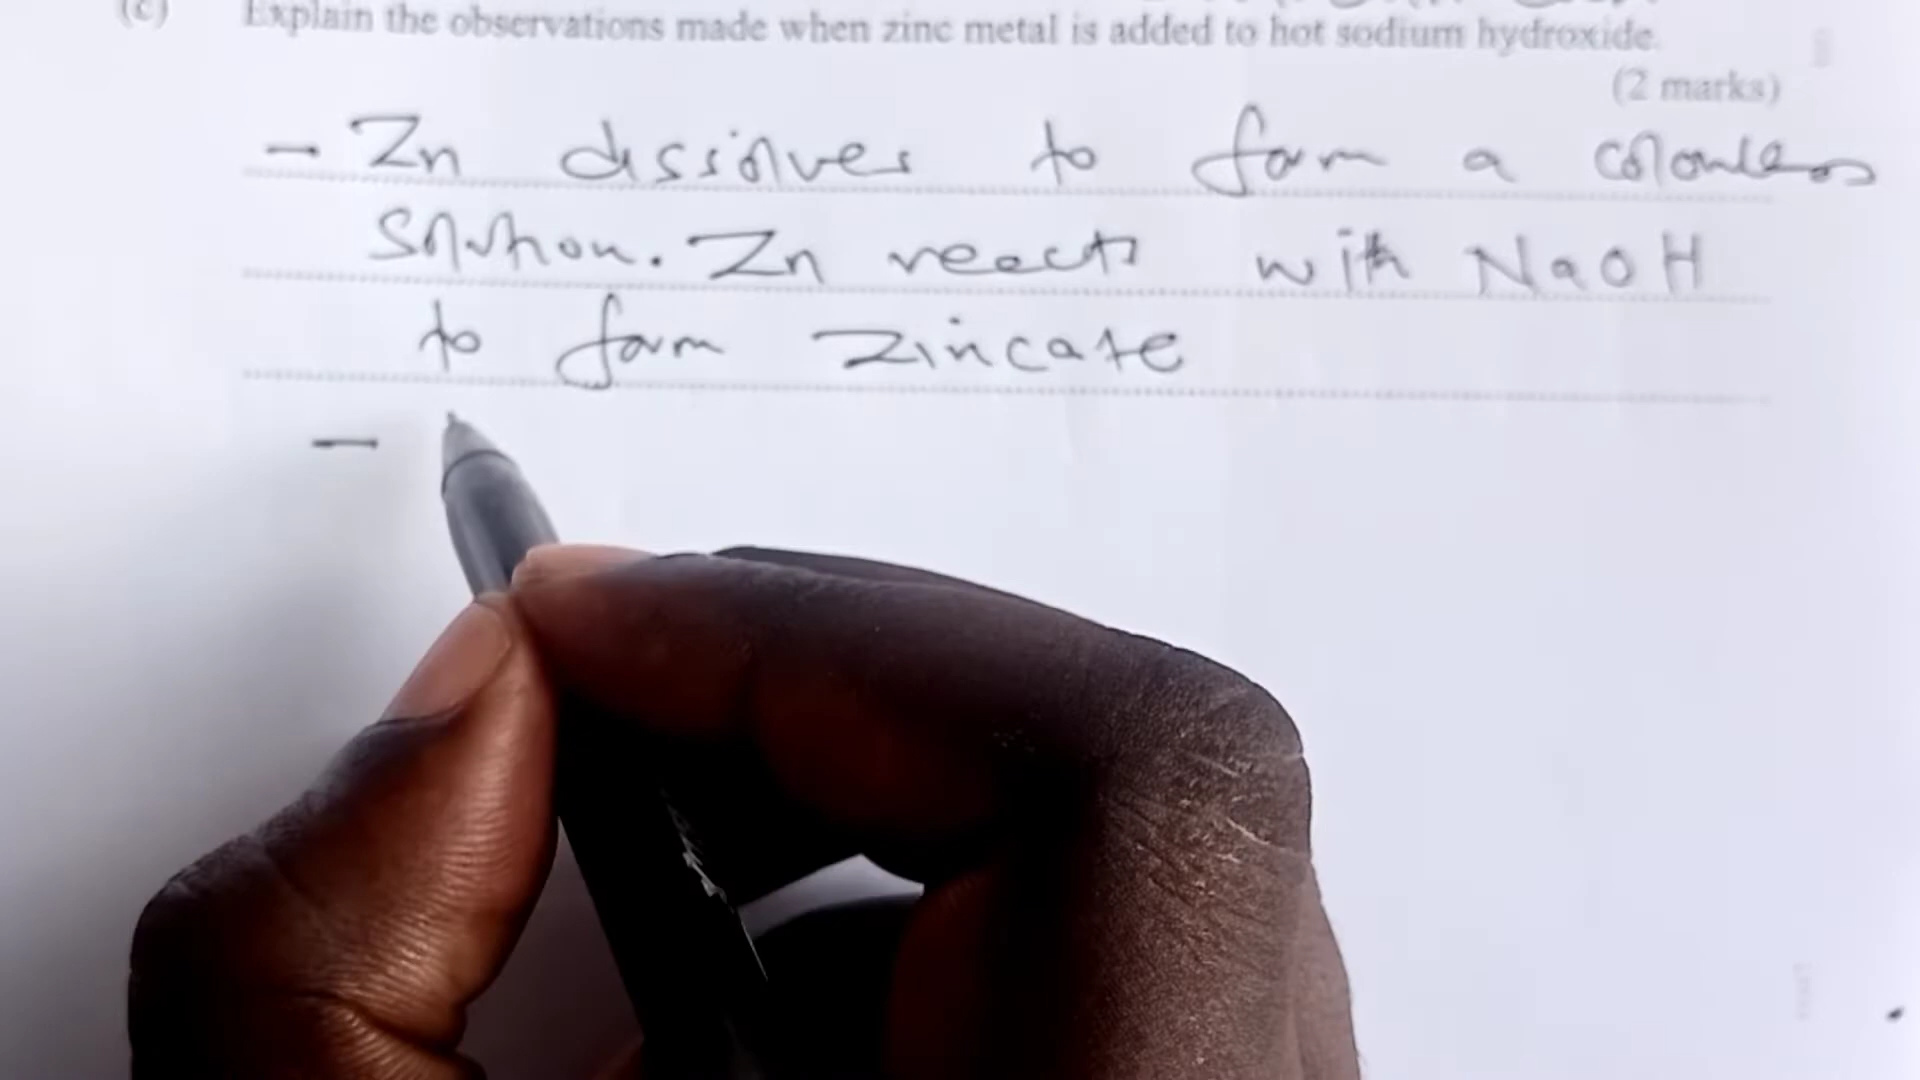 (c) Explain the observations made when zinc metal is added to hot sodium hydroxide.
(2 marks)
- Zn dissolves to form a colourless
solution. Zn reacts with NaOH
to form zincate
-